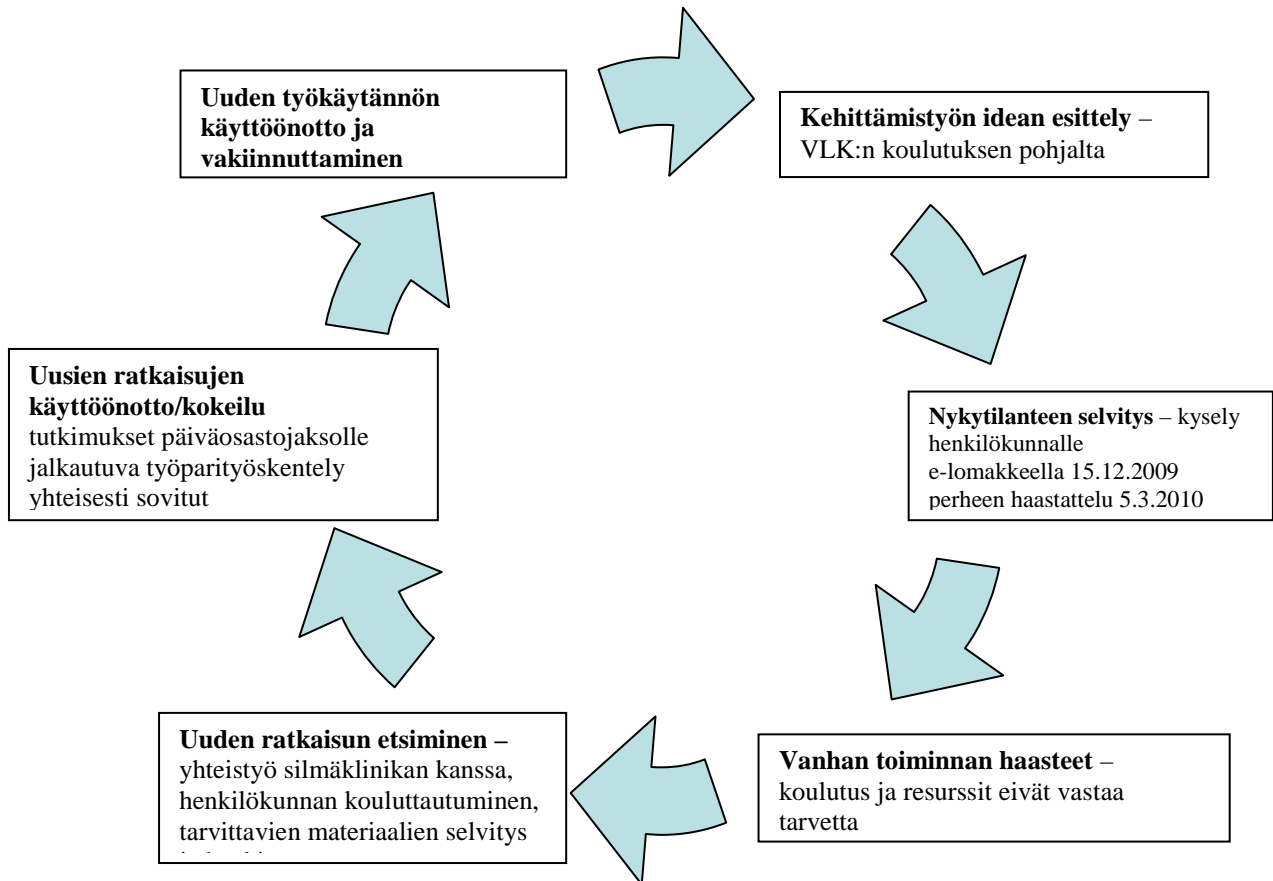 Uuden työkäytännön
käyttöönotto ja
vakiinnuttaminen
Kehittämistyön idean esittely –
VLK:n koulutuksen pohjalta
Nykytilanteen selvitys – kysely
henkilökunnalle
e-lomakkeella 15.12.2009
perheen haastattelu 5.3.2010
Vanhan toiminnan haasteet –
koulutus ja resurssit eivät vastaa
tarvetta
Uuden ratkaisun etsiminen –
yhteistyö silmäklinikan kanssa,
henkilökunnan kouluttautuminen,
tarvittavien materiaalien selvitys
Uusien ratkaisujen
käyttöönotto/kokeilu
tutkimukset päiväosastojaksolle
jalkautuva työparityöskentely
yhteisesti sovitut